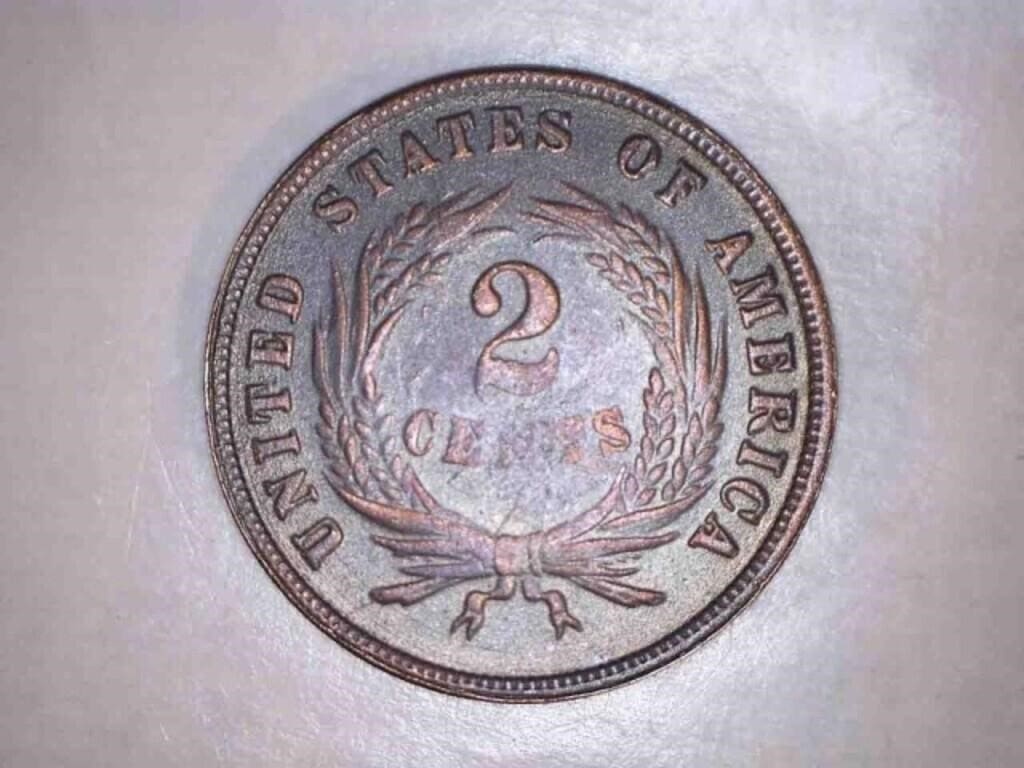 UNITED STATES OF AMERICA
2
CENTS